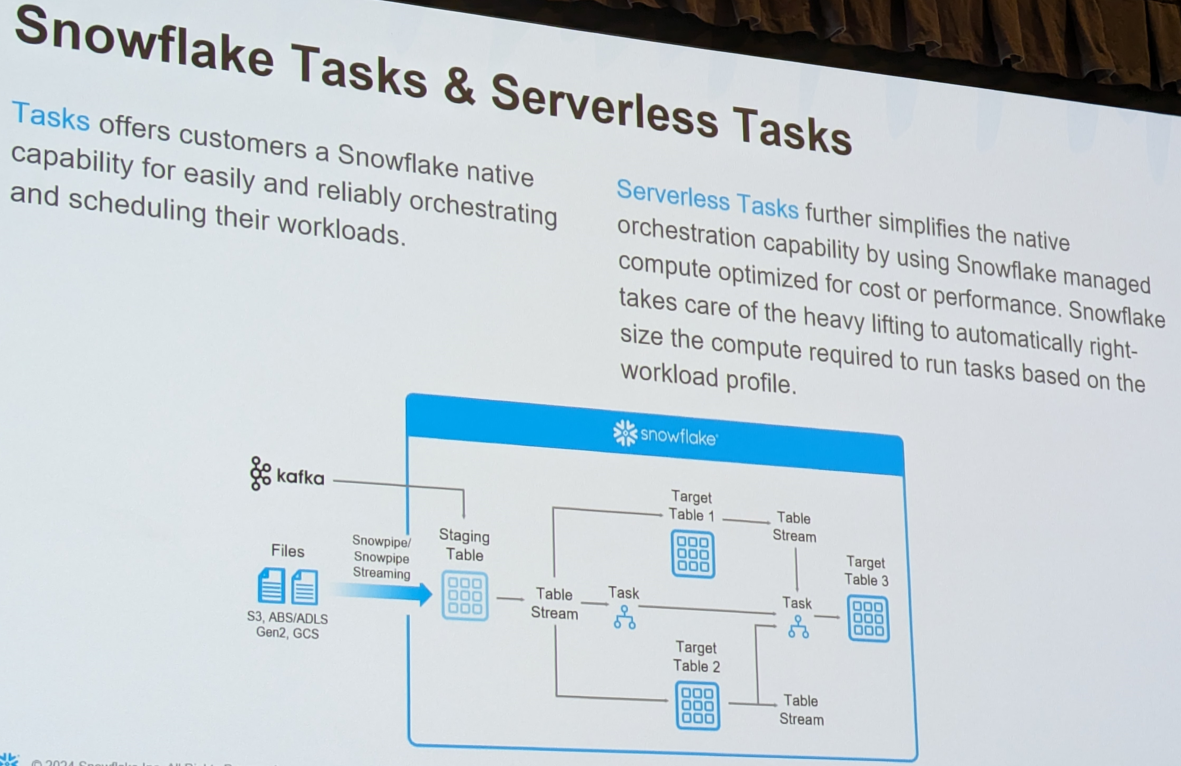 Snowflake Tasks & Serverless Tasks
Tasks offers customers a Snowflake native
capability for easily and reliably orchestrating
and scheduling their workloads.
Serverless Tasks further simplifies the native
orchestration capability by using Snowflake managed
compute optimized for cost or performance. Snowflake
takes care of the heavy lifting to automatically right-
size the compute required to run tasks based on the
workload profile.
snowflake
kafka
Files
S3, ABS/ADLS
Gen2, GCS
Snowpipe/
Snowpipe
Streaming
Staging
Table
Table
Stream
Task
Target
Table 1
Table
Stream
Target
Table 2
Table
Stream
Task
Target
Table 3
© 2024 Snowflake Inc. All Rights